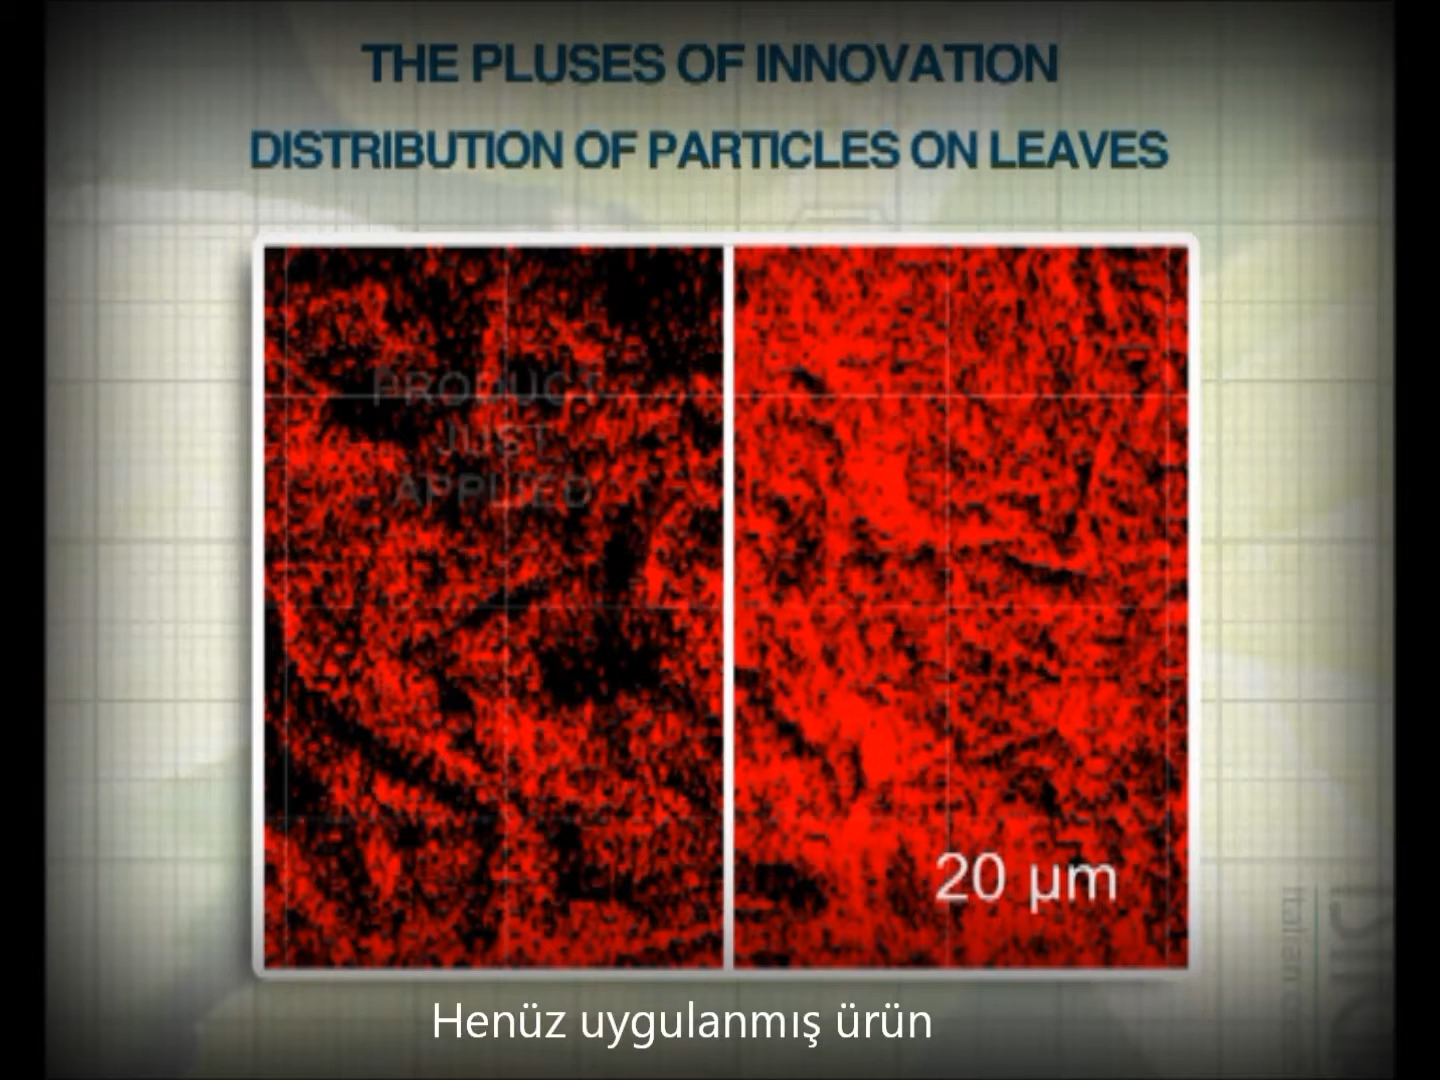 THE PLUSES OF INNOVATION
DISTRIBUTION OF PARTICLES ON LEAVES
PRODUCT
JUST
APPLIED
20 µm
Henüz uygulanmış ürün